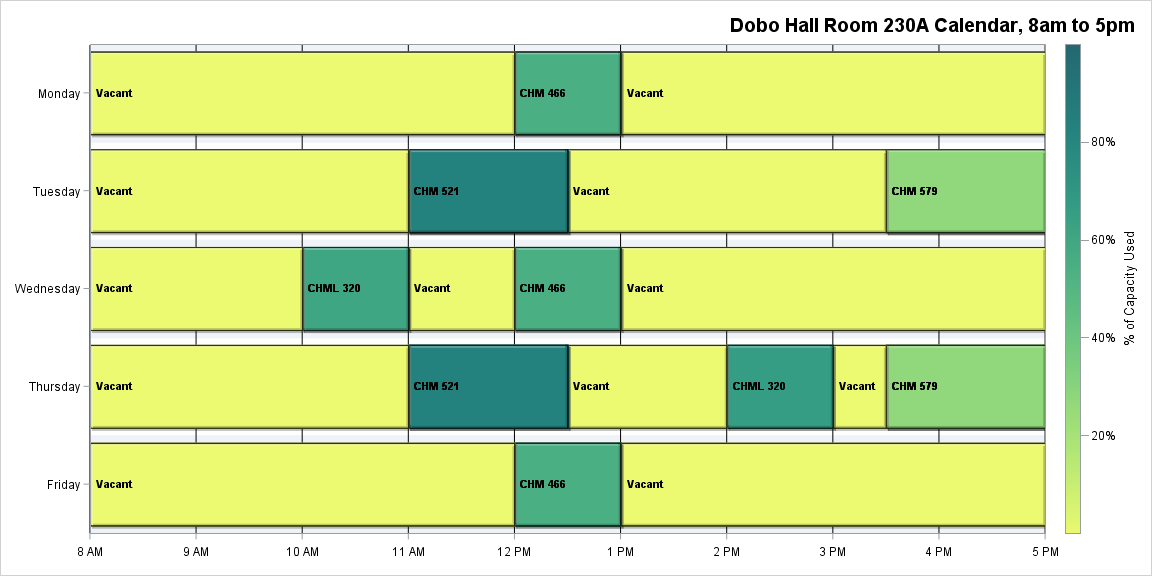 Dobo Hall Room 230A Calendar, 8am to 5pm
Monday
Vacant
CHM 466
Vacant
Tuesday
Vacant
CHM 521
Vacant
CHM 579
Wednesday
Vacant
CHML 320
Vacant
CHM 466
Vacant
Thursday
Vacant
CHM 521
Vacant
CHML 320
Vacant
CHM 579
Friday
Vacant
CHM 466
Vacant
8 AM
9 AM
10 AM
11 AM
12 PM
1 PM
2 PM
3 PM
4 PM
5 PM
80%
60%
40%
20%
% of Capacity Used